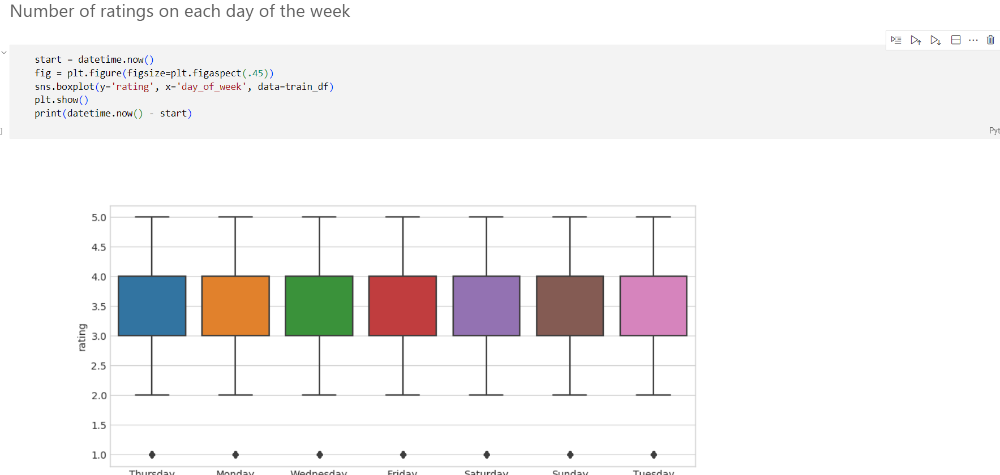 Number of ratings on each day of the week
start = datetime.now()
fig = plt.figure(figsize=plt.figaspect(.45))
sns.boxplot(y='rating', x='day_of_week', data=train_df)
plt.show()
print(datetime.now() - start)
]
Pyt
5.0
4.5
4.0
3.5
3.0
2.5
2.0
1.5
1.0
rating
Thursday Monday Wednesday Friday Saturday Sunday Tuesday